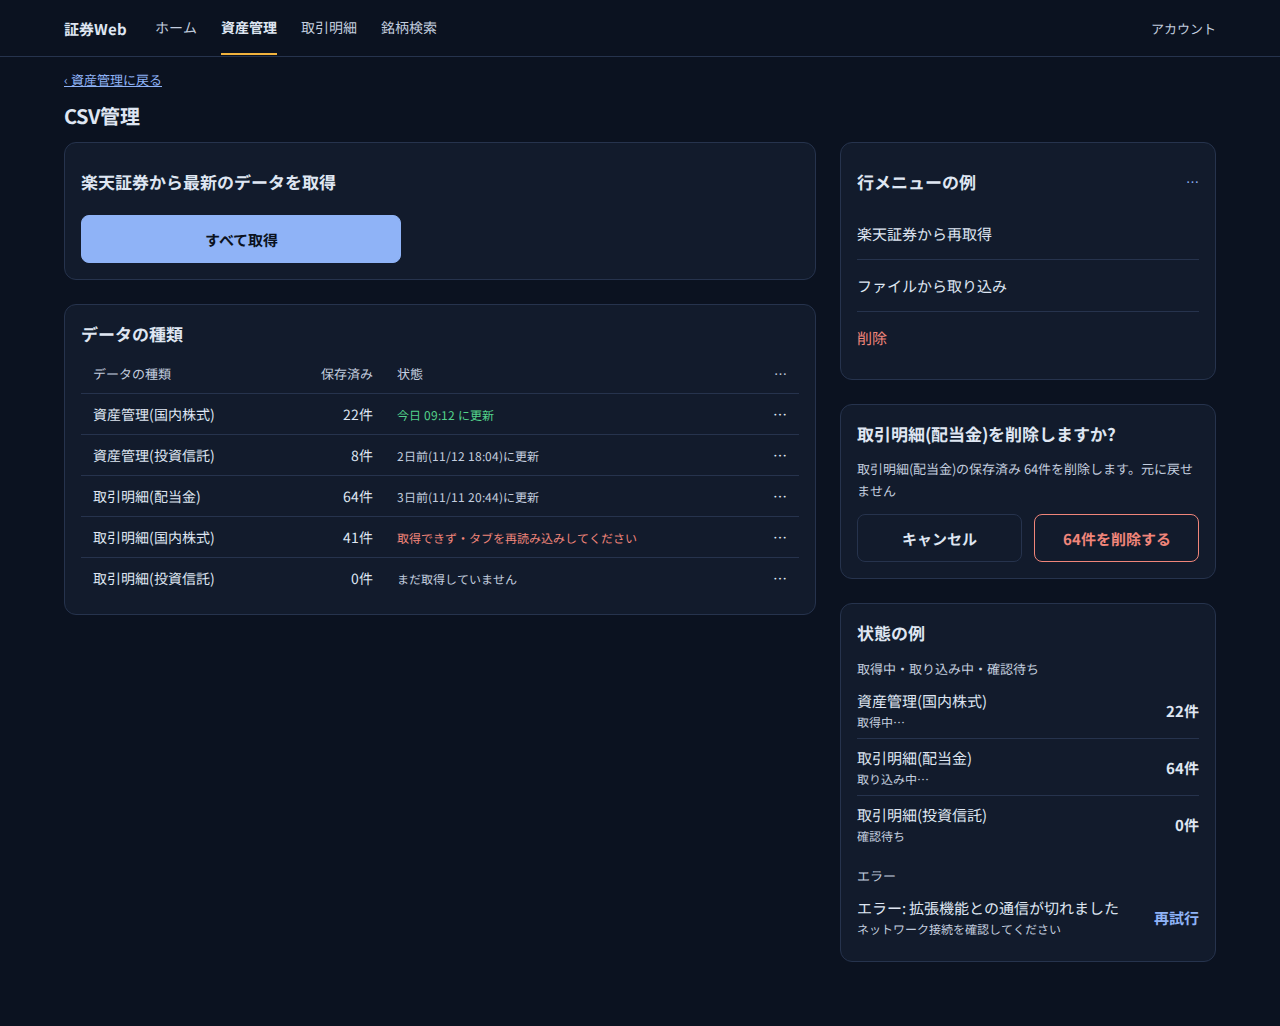 証券Web ホーム 資産管理 取引明細 銘柄検索 アカウント
‹ 資産管理に戻る
CSV管理
楽天証券から最新のデータを取得
すべて取得
データの種類
データの種類 保存済み 状態 …
資産管理(国内株式) 22件 今日 09:12 に更新 …
資産管理(投資信託) 8件 2日前(11/12 18:04)に更新 …
取引明細(配当金) 64件 3日前(11/11 20:44)に更新 …
取引明細(国内株式) 41件 取得できず・タブを再読み込みしてください …
取引明細(投資信託) 0件 まだ取得していません …
行メニューの例 …
楽天証券から再取得
ファイルから取り込み
削除
取引明細(配当金)を削除しますか?
取引明細(配当金)の保存済み 64件を削除します。元に戻せ
ません
キャンセル 64件を削除する
状態の例
取得中・取り込み中・確認待ち
資産管理(国内株式) 22件
取得中…
取引明細(配当金) 64件
取り込み中…
取引明細(投資信託) 0件
確認待ち
エラー
エラー: 拡張機能との通信が切れました 再試行
ネットワーク接続を確認してください